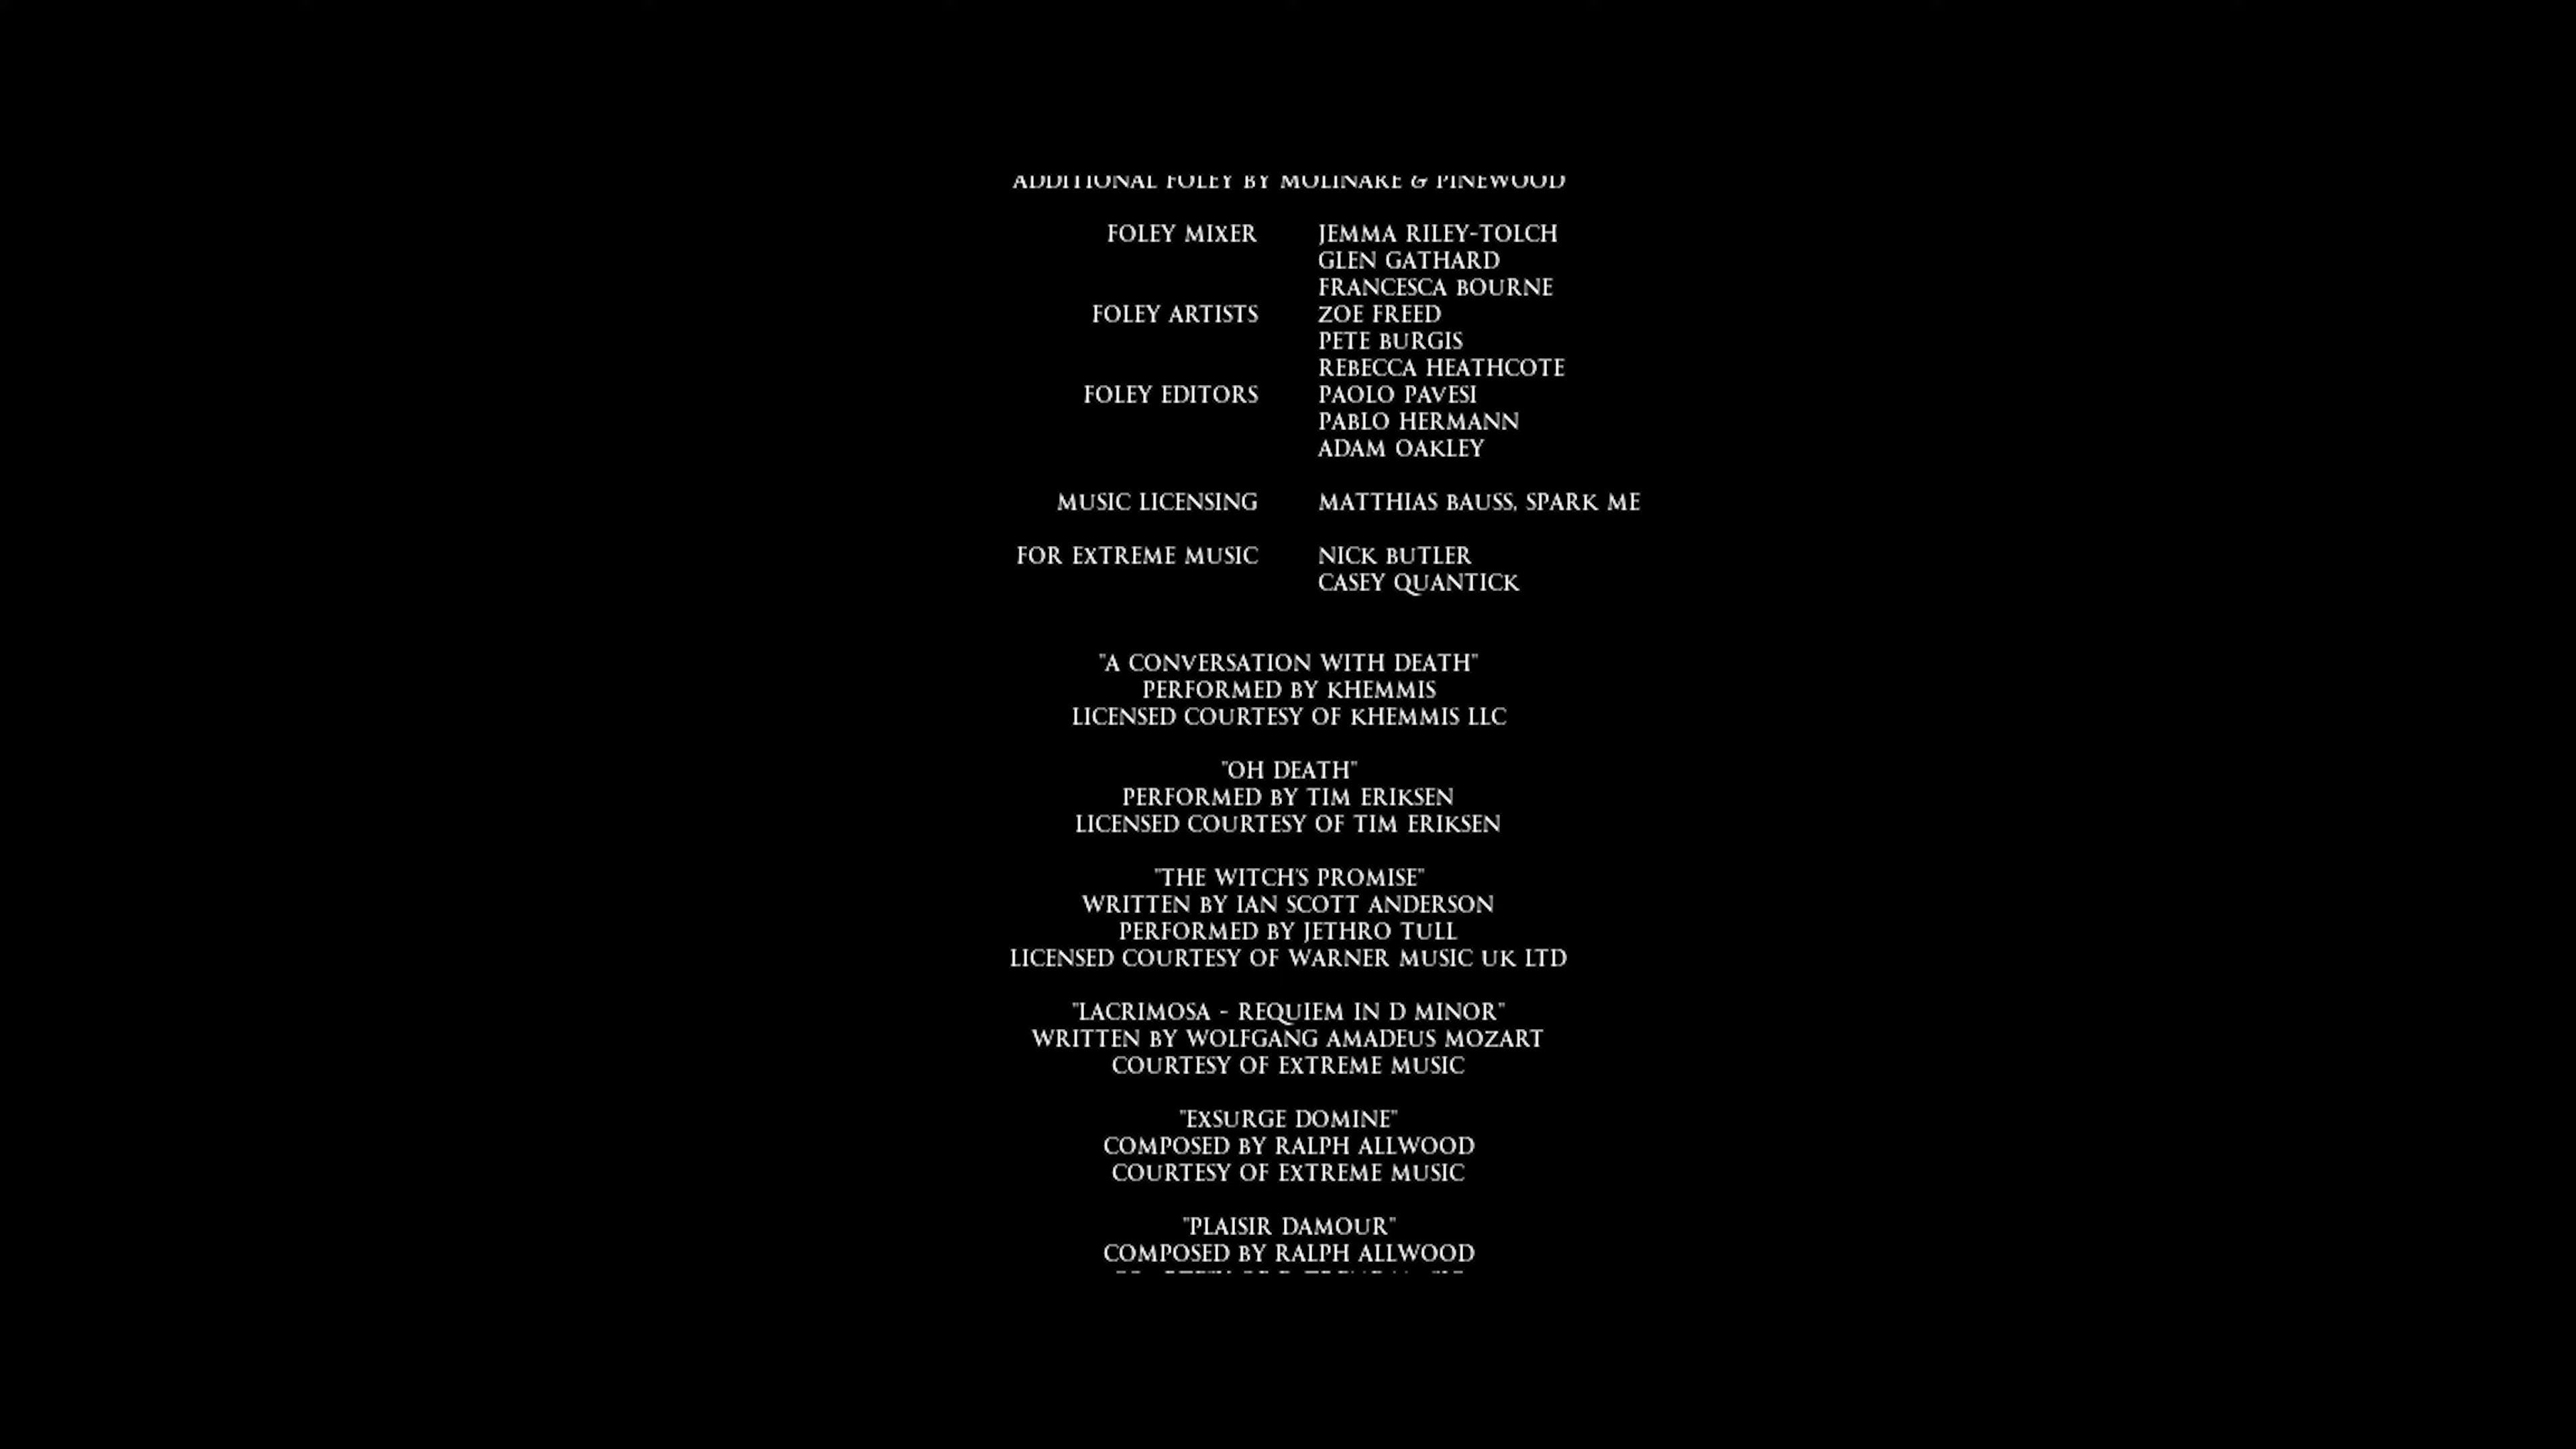 ADDITIONAL FOLEY BY MOLINARE & PINEWOOD
FOLEY MIXER JEMMA RILEY-TOLCH
GLEN GATHARD
FRANCESCA BOURNE
FOLEY ARTISTS ZOE FREED
PETE BURGIS
REBECCA HEATHCOTE
FOLEY EDITORS PAOLO PAVESI
PABLO HERMANN
ADAM OAKLEY
MUSIC LICENSING MATTHIAS BAUSS, SPARK ME
FOR EXTREME MUSIC NICK BUTLER
CASEY QUANTICK
"A CONVERSATION WITH DEATH"
PERFORMED BY KHEMMIS
LICENSED COURTESY OF KHEMMIS LLC
"OH DEATH"
PERFORMED BY TIM ERIKSEN
LICENSED COURTESY OF TIM ERIKSEN
"THE WITCH'S PROMISE"
WRITTEN BY IAN SCOTT ANDERSON
PERFORMED BY JETHRO TULL
LICENSED COURTESY OF WARNER MUSIC UK LTD
"LACRIMOSA - REQUIEM IN D MINOR"
WRITTEN BY WOLFGANG AMADEUS MOZART
COURTESY OF EXTREME MUSIC
"EXSURGE DOMINE"
COMPOSED BY RALPH ALLWOOD
COURTESY OF EXTREME MUSIC
"PLAISIR DAMOUR"
COMPOSED BY RALPH ALLWOOD